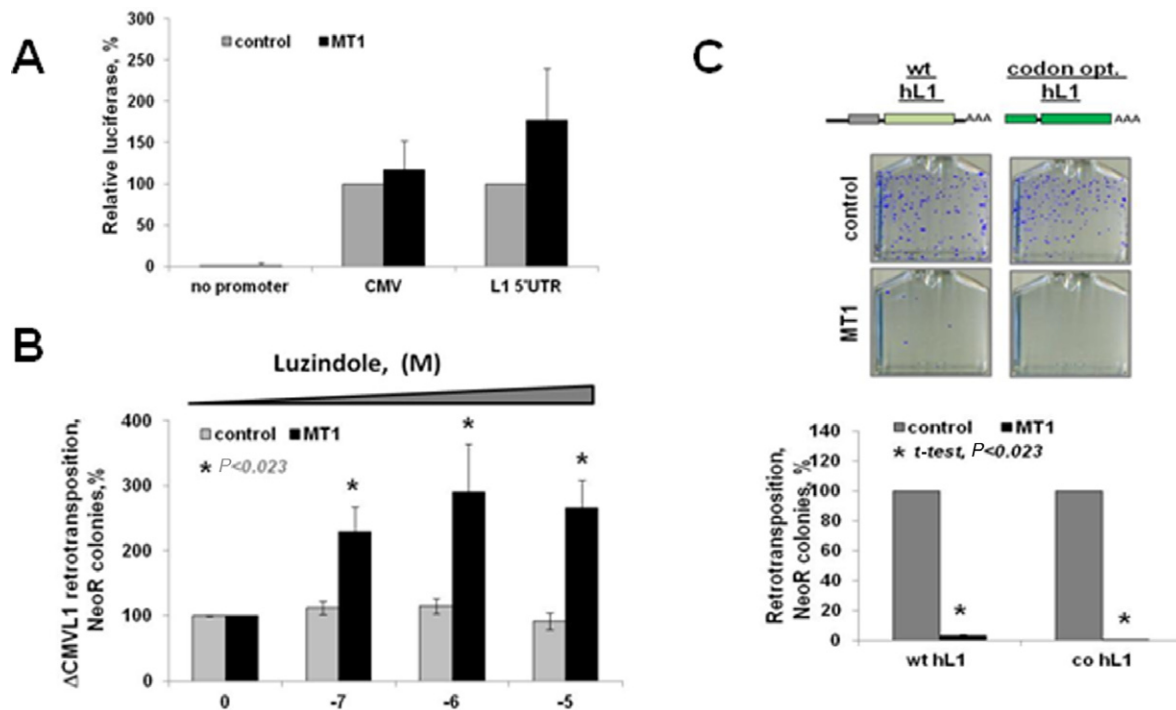 A
Relative luciferase, %
300
250
200
150
100
50
0
control MT1
no promoter CMV L1 5'UTR
B
Luzindole, (M)
ΔCMVL1 retrotransposition,
NeoR colonies,%
400
300
200
100
0
control MT1
* P<0.023
*
*
*
0 -7 -6 -5
C
wt
hL1
codon opt.
hL1
AAA
AAA
control
MT1
Retrotransposition,
NeoR colonies, %
140
120
100
80
60
40
20
0
control MT1
* t-test, P<0.023
*
*
wt hL1 co hL1